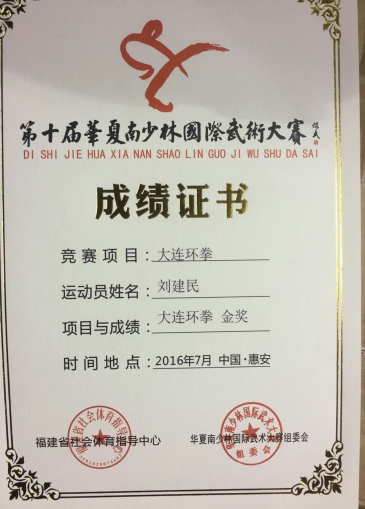 第十届華夏南少林國際武術大賽
DI SHI JIE HUA XIA NAN SHAO LIN GUO JI WU SHU DA SAI
成绩证书
竞赛项目:大连环拳
运动员姓名:刘建民
项目与成绩:大连环拳 金奖
时间地点:2016年7月 中国·惠安
福建省社会体育指导中心
华夏南少林国际武术大赛组委会
组委会